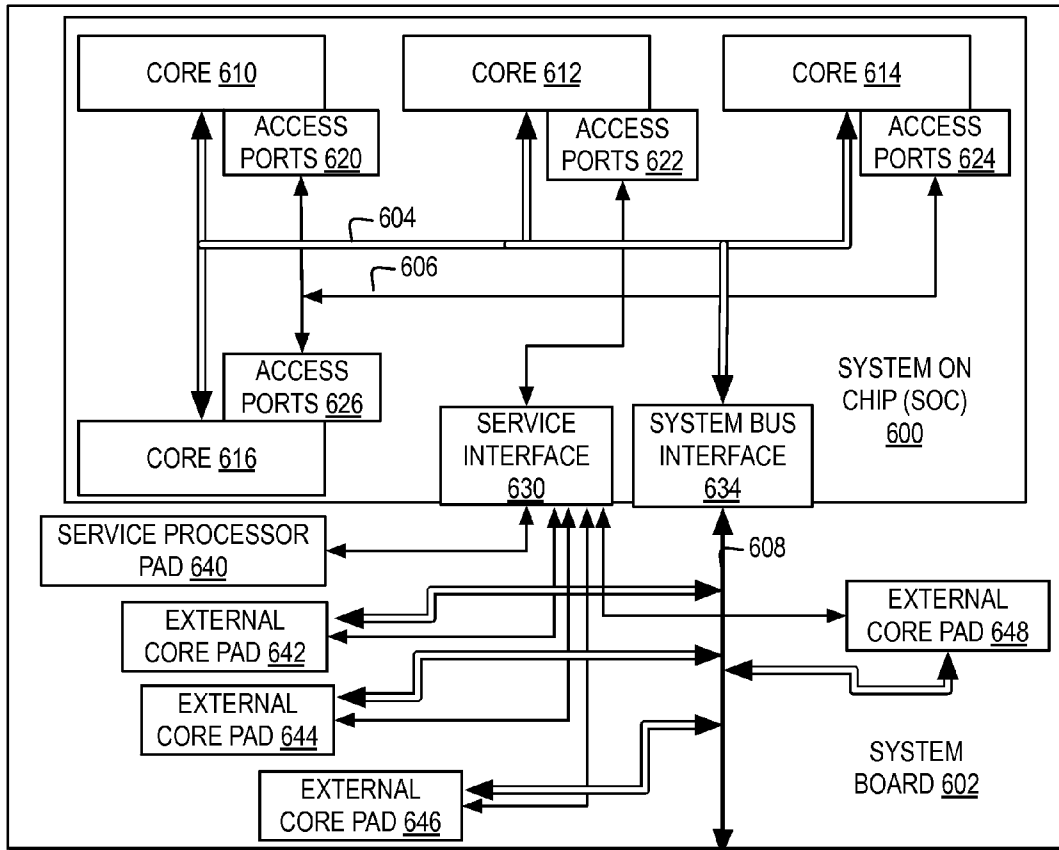 CORE 610
CORE 612
CORE 614
ACCESS
PORTS 620
ACCESS
PORTS 622
ACCESS
PORTS 624
604
606
ACCESS
PORTS 626
CORE 616
SERVICE
INTERFACE
630
SYSTEM BUS
INTERFACE
634
SYSTEM ON
CHIP (SOC)
600
SERVICE PROCESSOR
PAD 640
608
EXTERNAL
CORE PAD 642
EXTERNAL
CORE PAD 648
EXTERNAL
CORE PAD 644
EXTERNAL
CORE PAD 646
SYSTEM
BOARD 602